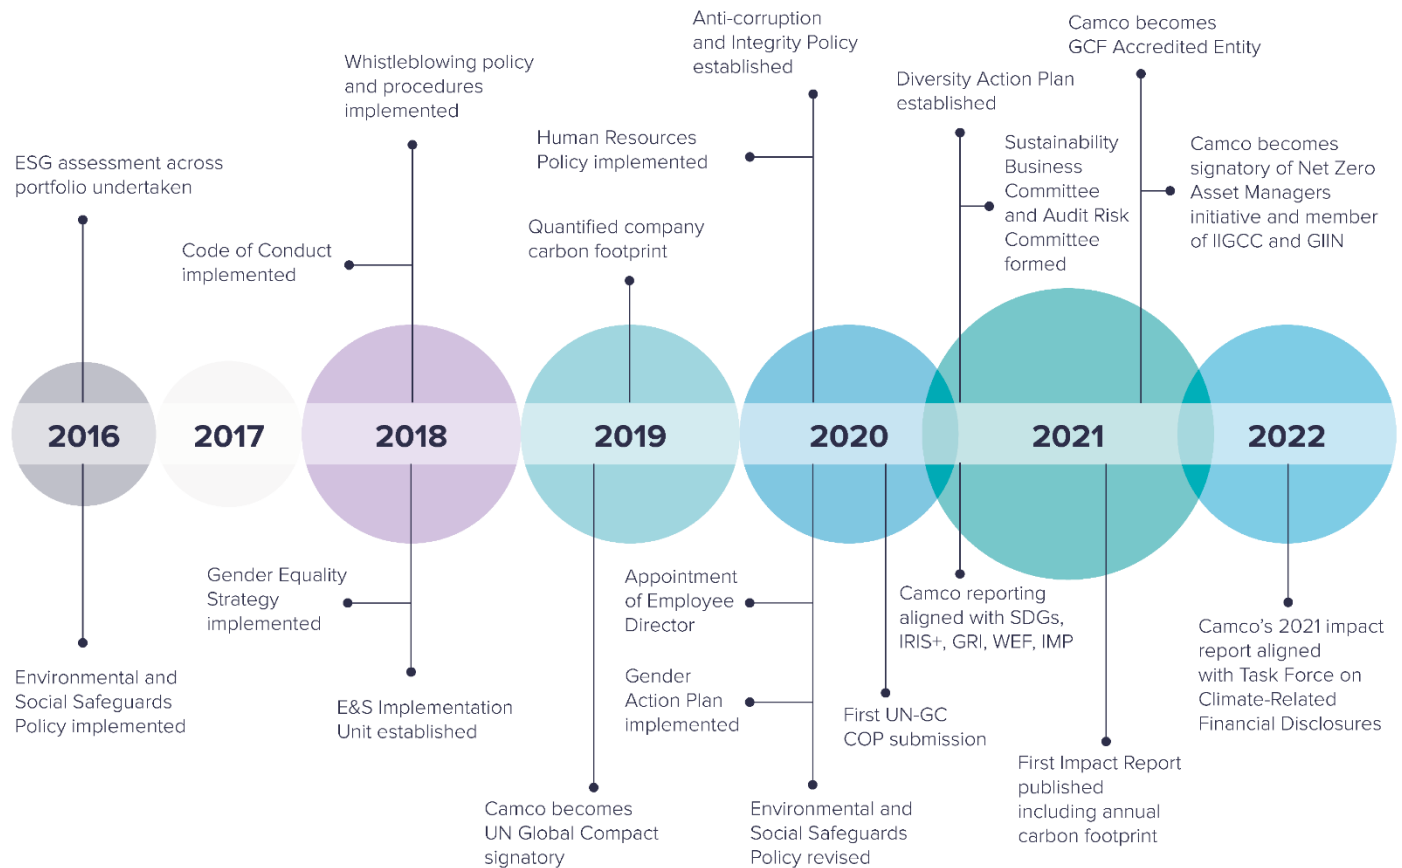 Anti-corruption
and Integrity Policy
established
Camco becomes
GCF Accredited Entity
Whistleblowing policy
and procedures
implemented
Diversity Action Plan
established
Human Resources
Policy implemented
Sustainability
Business
Committee
and Audit Risk
Committee
formed
Camco becomes
signatory of Net Zero
Asset Managers
initiative and member
of IIGCC and GIIN
ESG assessment across
portfolio undertaken
Code of Conduct
implemented
Quantified company
carbon footprint
2016
2017
2018
2019
2020
2021
2022
Gender Equality
Strategy
implemented
Appointment
of Employee
Director
Camco reporting
aligned with SDGs,
IRIS+, GRI, WEF, IMP
Camco’s 2021 impact
report aligned
with Task Force on
Climate-Related
Financial Disclosures
Environmental and
Social Safeguards
Policy implemented
E&S Implementation
Unit established
Gender
Action Plan
implemented
First UN-GC
COP submission
First Impact Report
published
including annual
carbon footprint
Camco becomes
UN Global Compact
signatory
Environmental and
Social Safeguards
Policy revised